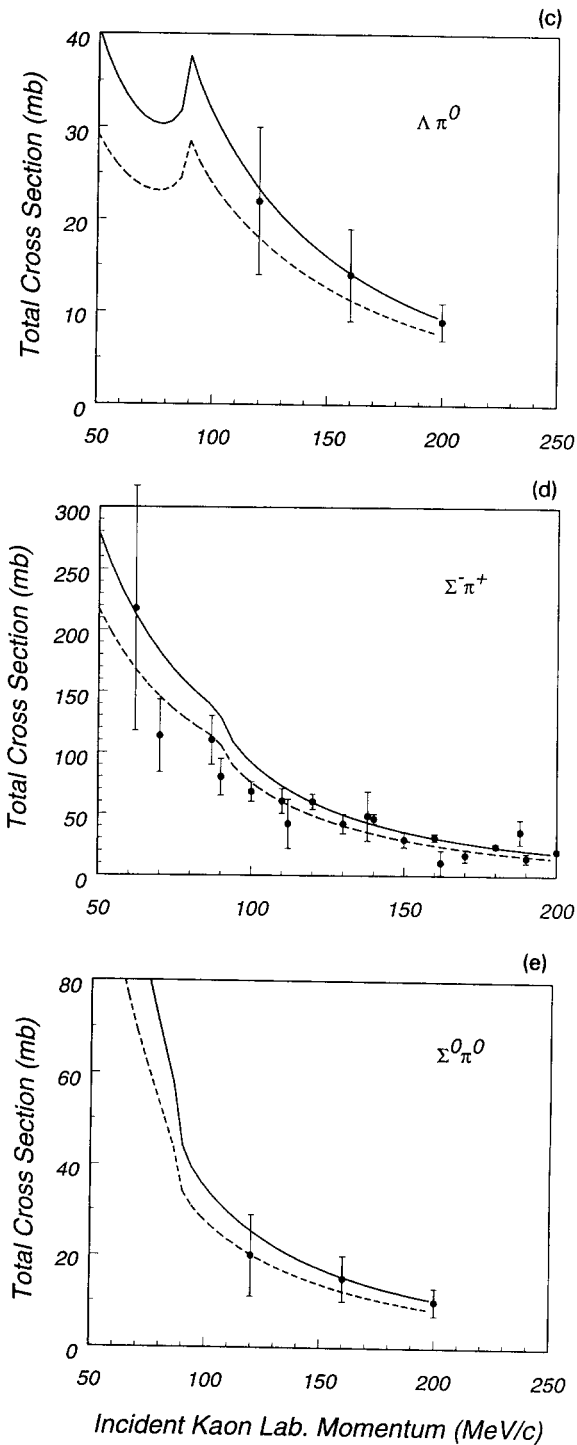 (c)
Total Cross Section (mb)
40
30
20
10
0
Λ π⁰
50 100 150 200 250
(d)
Total Cross Section (mb)
300
250
200
150
100
50
0
Σ⁻π⁺
50 100 150 200
(e)
Total Cross Section (mb)
80
60
40
20
0
Σ⁰π⁰
50 100 150 200 250
Incident Kaon Lab. Momentum (MeV/c)